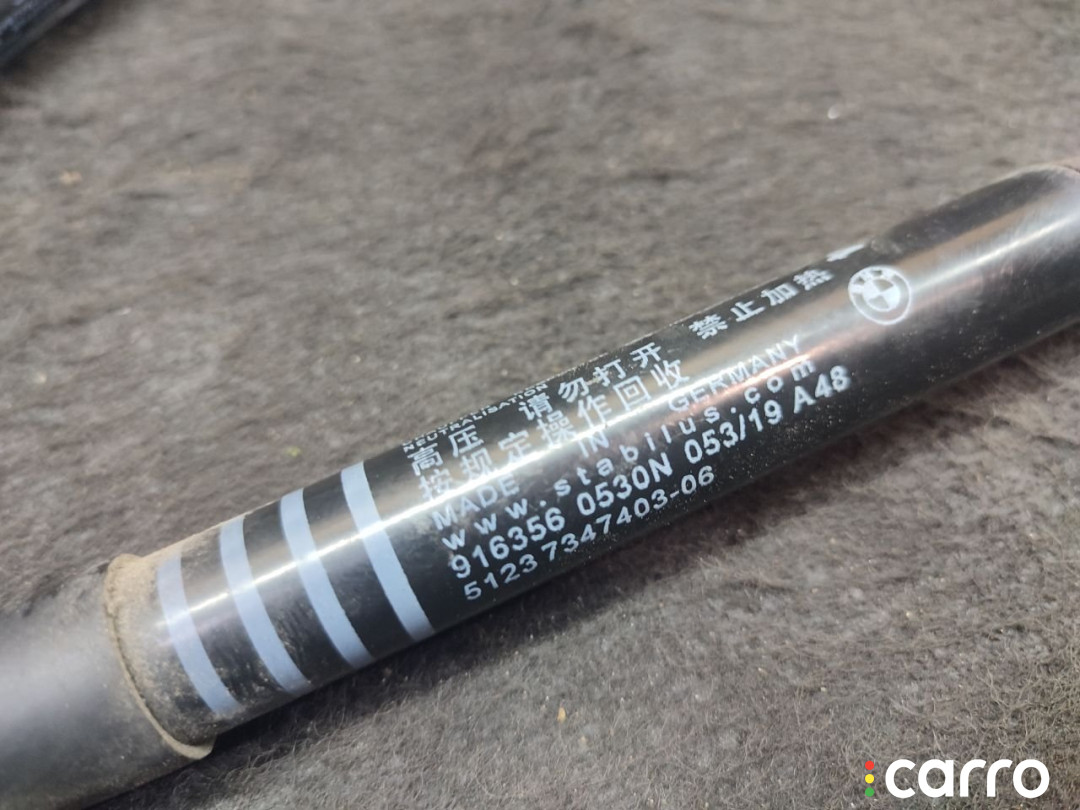 NEUTRALISATION
高压 请勿打开 禁止加热
按规定操作回收
MADE IN GERMANY
www.stabilus.com
916356 0530N 053/19 A48
5123 7347403-06
carro